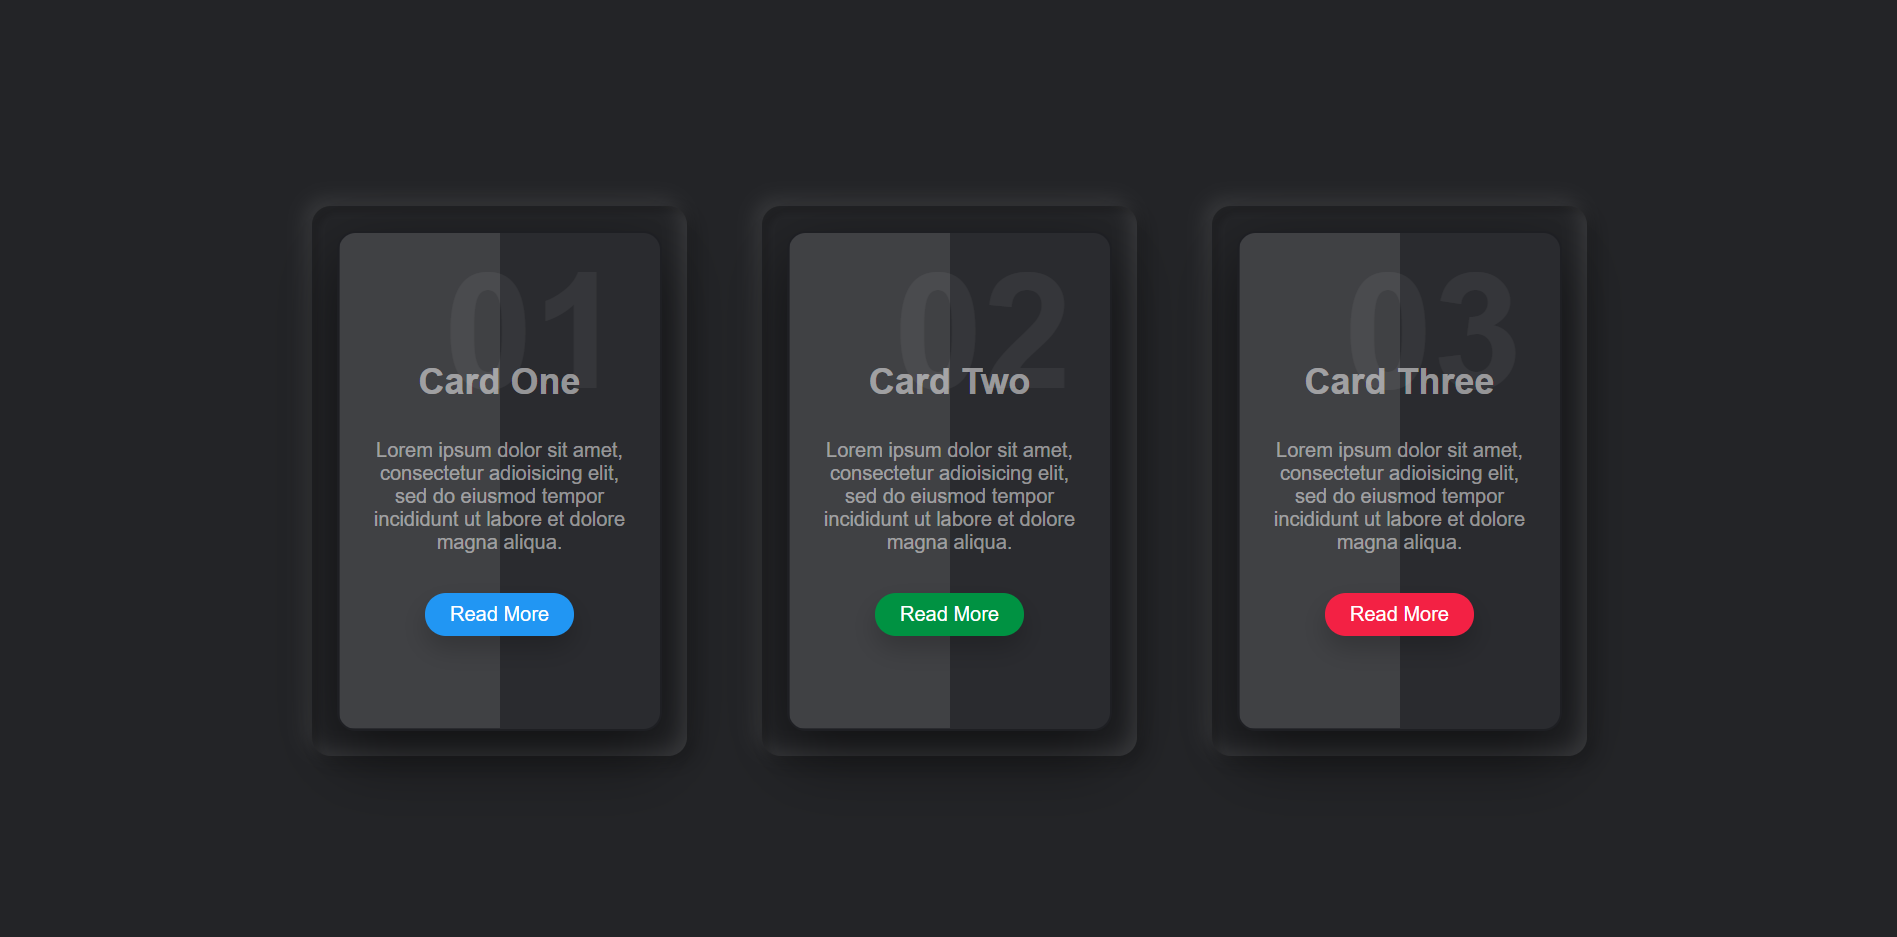 01
Card One
Lorem ipsum dolor sit amet,
consectetur adioisicing elit,
sed do eiusmod tempor
incididunt ut labore et dolore
magna aliqua.
Read More
02
Card Two
Lorem ipsum dolor sit amet,
consectetur adioisicing elit,
sed do eiusmod tempor
incididunt ut labore et dolore
magna aliqua.
Read More
03
Card Three
Lorem ipsum dolor sit amet,
consectetur adioisicing elit,
sed do eiusmod tempor
incididunt ut labore et dolore
magna aliqua.
Read More